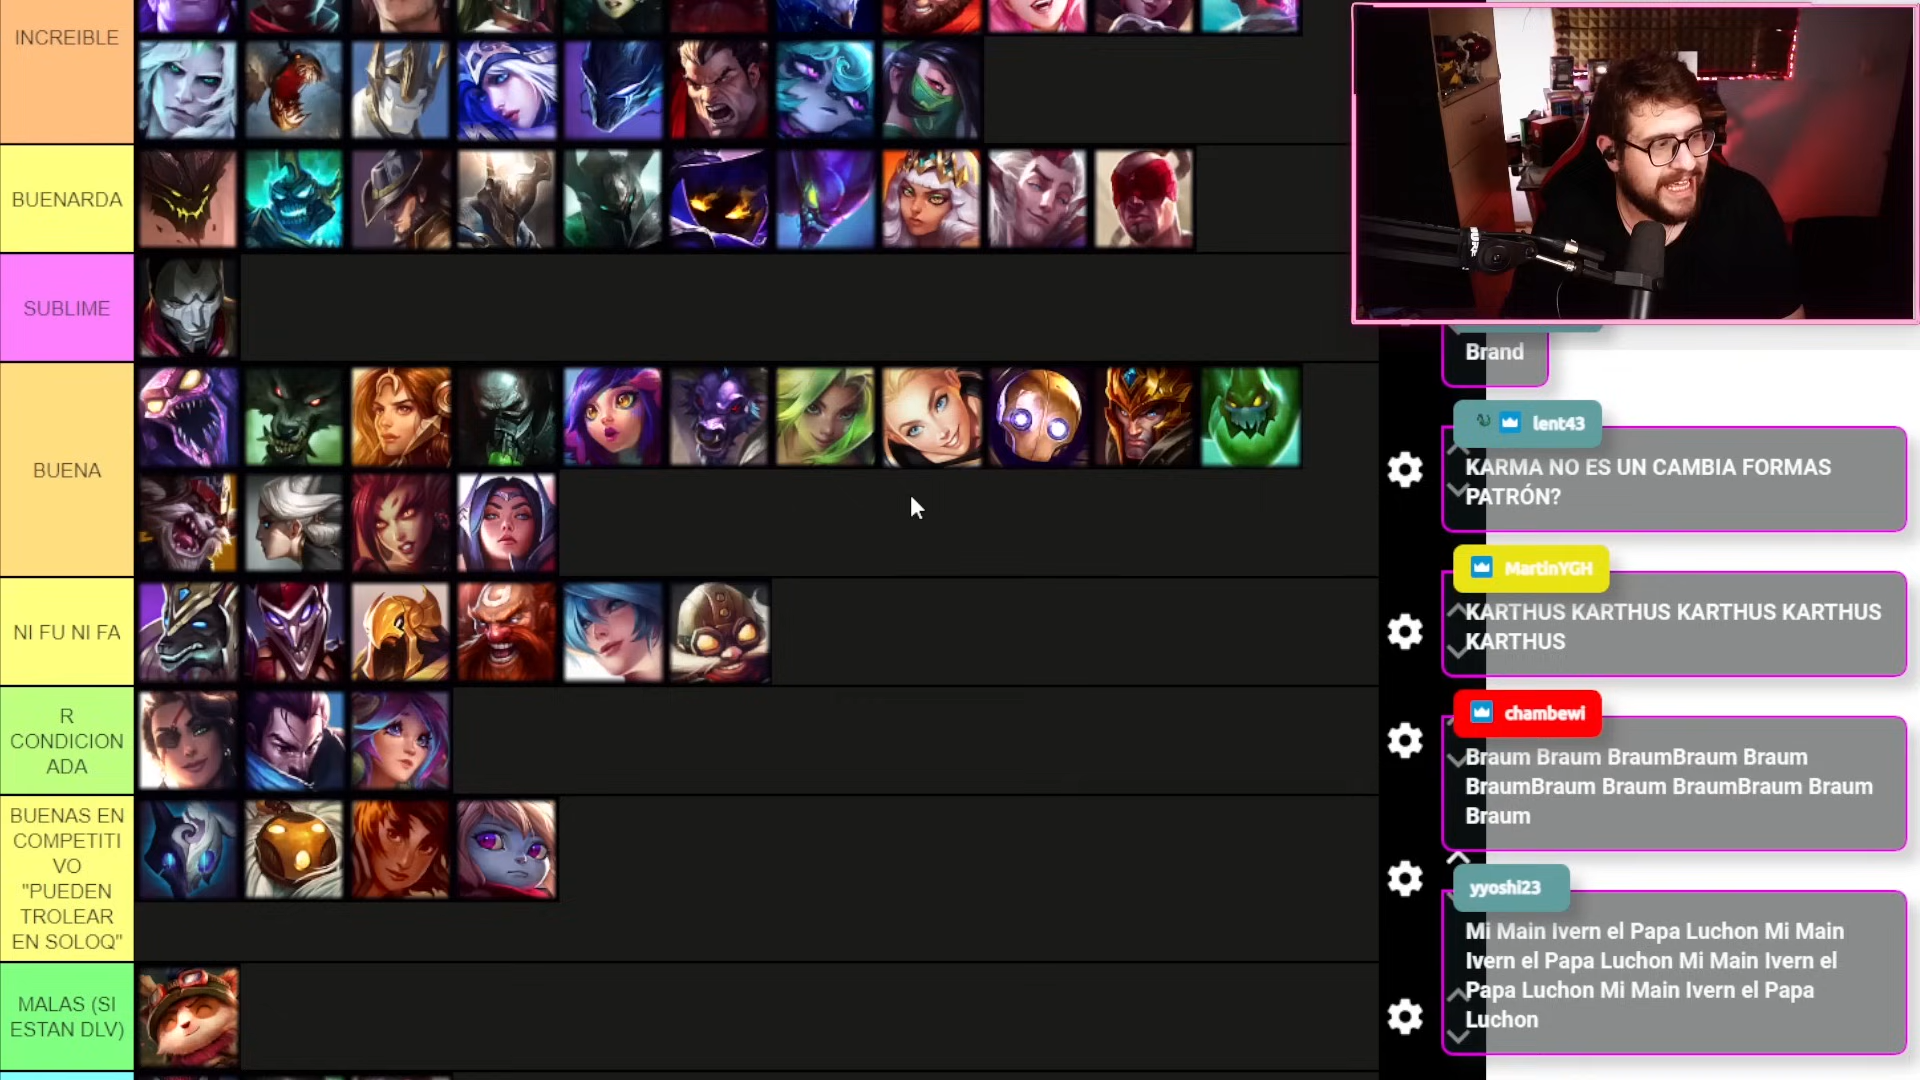 INCREIBLE
BUENARDA
SUBLIME
BUENA
NI FU NI FA
R
CONDICION
ADA
BUENAS EN
COMPETITI
VO
"PUEDEN
TROLEAR
EN SOLOQ"
MALAS (SI
ESTAN DLV)
Brand
lent43
KARMA NO ES UN CAMBIA FORMAS
PATRÓN?
MartinYGH
KARTHUS KARTHUS KARTHUS KARTHUS
KARTHUS
chambewi
Braum Braum BraumBraum Braum
BraumBraum Braum BraumBraum Braum
Braum
yyoshi23
Mi Main Ivern el Papa Luchon Mi Main
Ivern el Papa Luchon Mi Main Ivern el
Papa Luchon Mi Main Ivern el Papa
Luchon